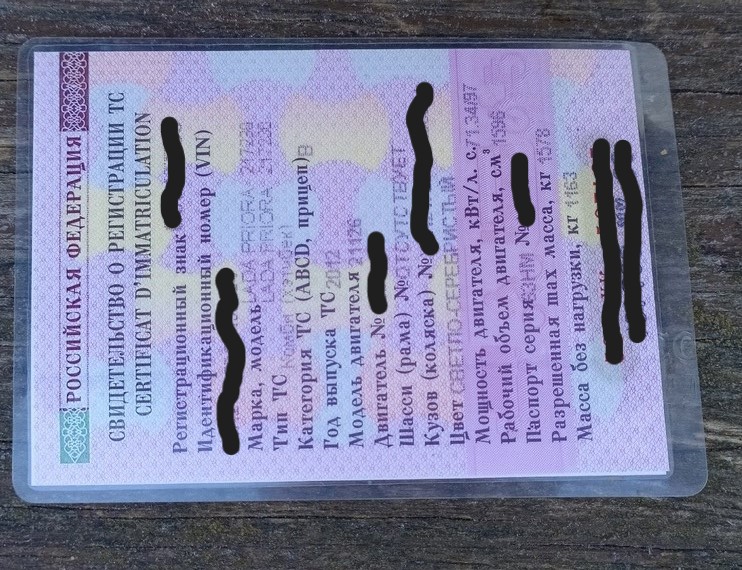 РОССИЙСКАЯ ФЕДЕРАЦИЯ
СВИДЕТЕЛЬСТВО О РЕГИСТРАЦИИ ТС
CERTIFICAT D'IMMATRICULATION
Регистрационный знак
Идентификационный номер (VIN)
Марка, модель LADA PRIORA 217230
LADA PRIORA 217230
Тип ТС Комби (хэтчбек)
Категория ТС (ABCD, прицеп) B
Год выпуска ТС 2012
Модель двигателя 21126
Двигатель №
Шасси (рама) № ОТСУТСТВУЕТ
Кузов (коляска) №
Цвет СВЕТЛО-СЕРЕБРИСТЫЙ
Мощность двигателя, кВт/л. с. 71.34/97
Рабочий объем двигателя, см³ 1596
Паспорт серия 63НМ №
Разрешенная max масса, кг 1578
Масса без нагрузки, кг 1163